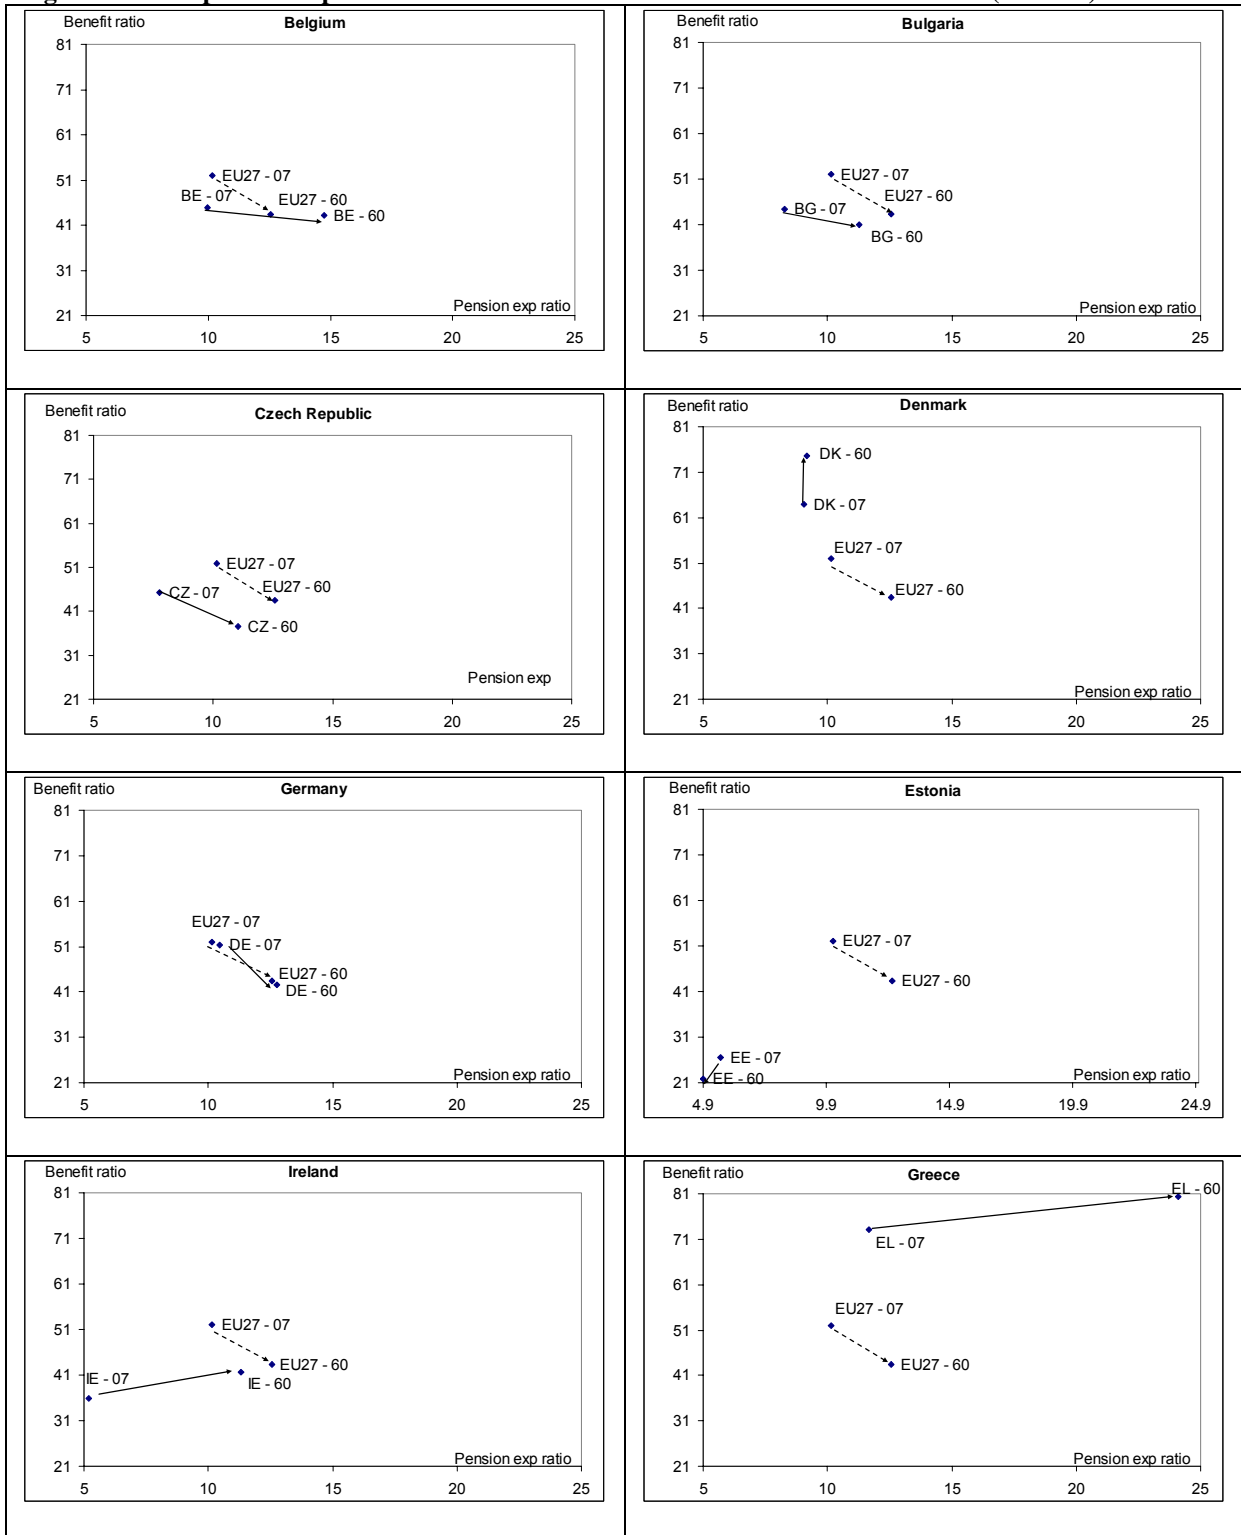 Benefit ratio
Belgium
81
71
61
51
41
31
21
EU27 - 07
BE - 07
EU27 - 60
BE - 60
Pension exp ratio
5 10 15 20 25
Benefit ratio
Bulgaria
81
71
61
51
41
31
21
EU27 - 07
EU27 - 60
BG - 07
BG - 60
Pension exp ratio
5 10 15 20 25
Benefit ratio
Czech Republic
81
71
61
51
41
31
21
EU27 - 07
EU27 - 60
CZ - 07
CZ - 60
Pension exp
5 10 15 20 25
Benefit ratio
Denmark
81
71
61
51
41
31
21
DK - 60
DK - 07
EU27 - 07
EU27 - 60
Pension exp ratio
5 10 15 20 25
Benefit ratio
Germany
81
71
61
51
41
31
21
EU27 - 07
DE - 07
EU27 - 60
DE - 60
Pension exp ratio
5 10 15 20 25
Benefit ratio
Estonia
81
71
61
51
41
31
21
EU27 - 07
EU27 - 60
EE - 07
EE - 60
Pension exp ratio
4.9 9.9 14.9 19.9 24.9
Benefit ratio
Ireland
81
71
61
51
41
31
21
EU27 - 07
EU27 - 60
IE - 07
IE - 60
Pension exp ratio
5 10 15 20 25
Benefit ratio
Greece
81
71
61
51
41
31
21
EL - 60
EL - 07
EU27 - 07
EU27 - 60
Pension exp ratio
5 10 15 20 25